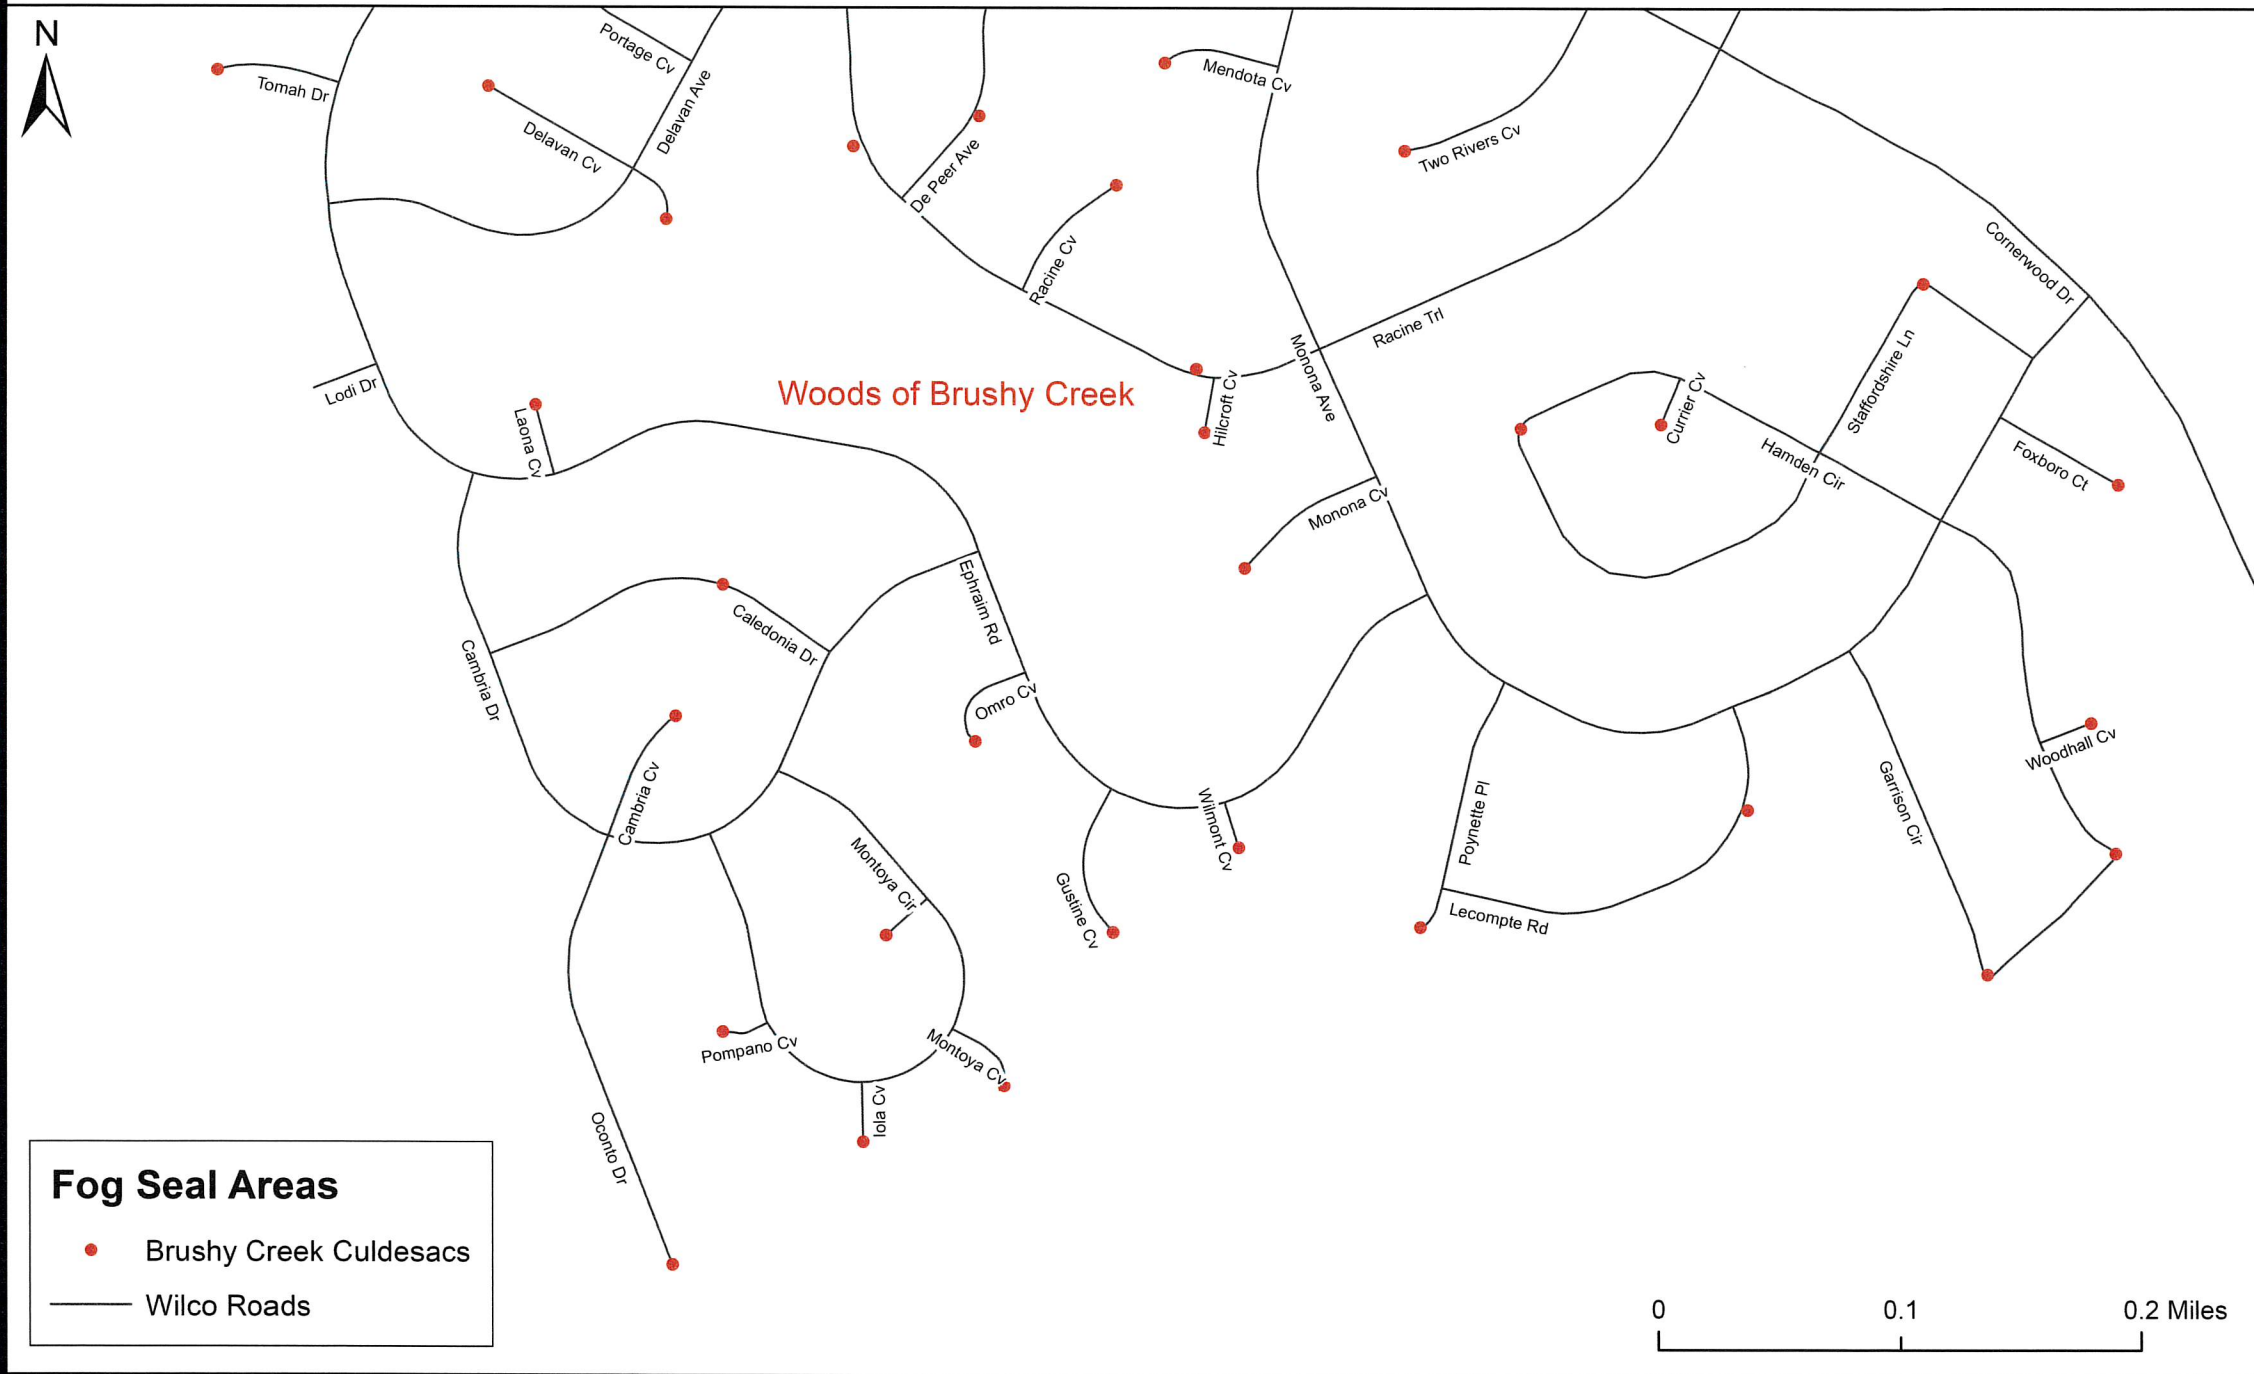 N
Portage Cv
Tomah Dr
Delavan Ave
Delavan Cv
Mendota Cv
Two Rivers Cv
De Peer Ave
Racine Cv
Cornerwood Dr
Racine Trl
Monona Ave
Staffordshire Ln
Lodi Dr
Woods of Brushy Creek
Laona Cv
Hilcroft Cv
Currier Cv
Hamden Cir
Foxboro Ct
Monona Cv
Ephraim Rd
Caledonia Dr
Cambria Dr
Omro Cv
Woodhall Cv
Cambria Cv
Wilmont Cv
Poynette Pl
Garrison Cir
Montoya Cir
Gustine Cv
Lecompte Rd
Pompano Cv
Montoya Cv
Iola Cv
Oconto Dr
Fog Seal Areas
Brushy Creek Culdesacs
Wilco Roads
0 0.1 0.2 Miles